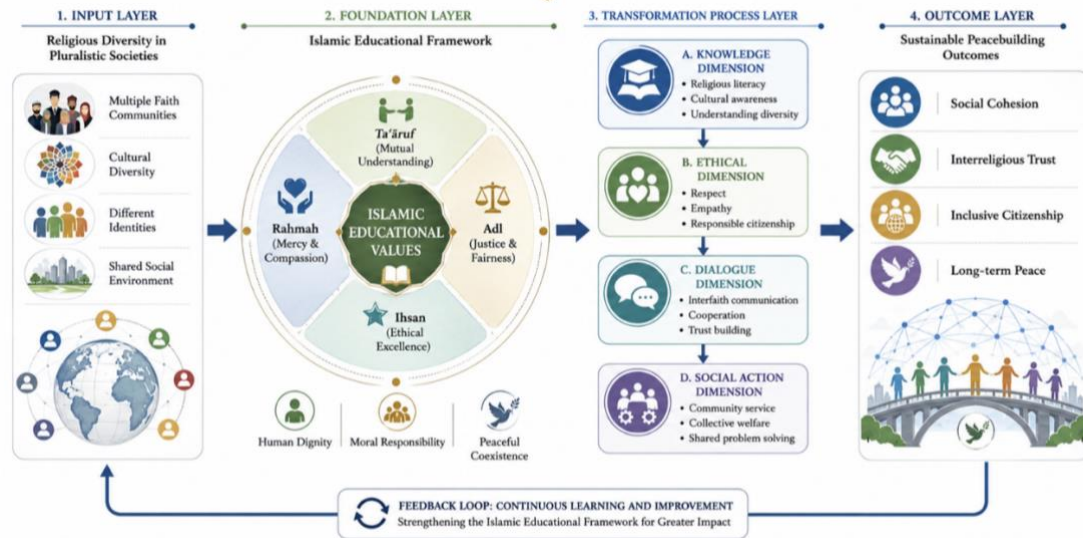 1. INPUT LAYER
Religious Diversity in
Pluralistic Societies
Multiple Faith
Communities
Cultural
Diversity
Different
Identities
Shared Social
Environment
2. FOUNDATION LAYER
Islamic Educational Framework
Ta'āruf
(Mutual
Understanding)
Rahmah
(Mercy &
Compassion)
ISLAMIC
EDUCATIONAL
VALUES
Adl
(Justice &
Fairness)
Ihsan
(Ethical
Excellence)
Human Dignity
Moral Responsibility
Peaceful
Coexistence
3. TRANSFORMATION PROCESS LAYER
A. KNOWLEDGE
DIMENSION
• Religious literacy
• Cultural awareness
• Understanding diversity
B. ETHICAL
DIMENSION
• Respect
• Empathy
• Responsible citizenship
C. DIALOGUE
DIMENSION
• Interfaith communication
• Cooperation
• Trust building
D. SOCIAL ACTION
DIMENSION
• Community service
• Collective welfare
• Shared problem solving
4. OUTCOME LAYER
Sustainable Peacebuilding
Outcomes
Social Cohesion
Interreligious Trust
Inclusive Citizenship
Long-term Peace
FEEDBACK LOOP: CONTINUOUS LEARNING AND IMPROVEMENT
Strengthening the Islamic Educational Framework for Greater Impact